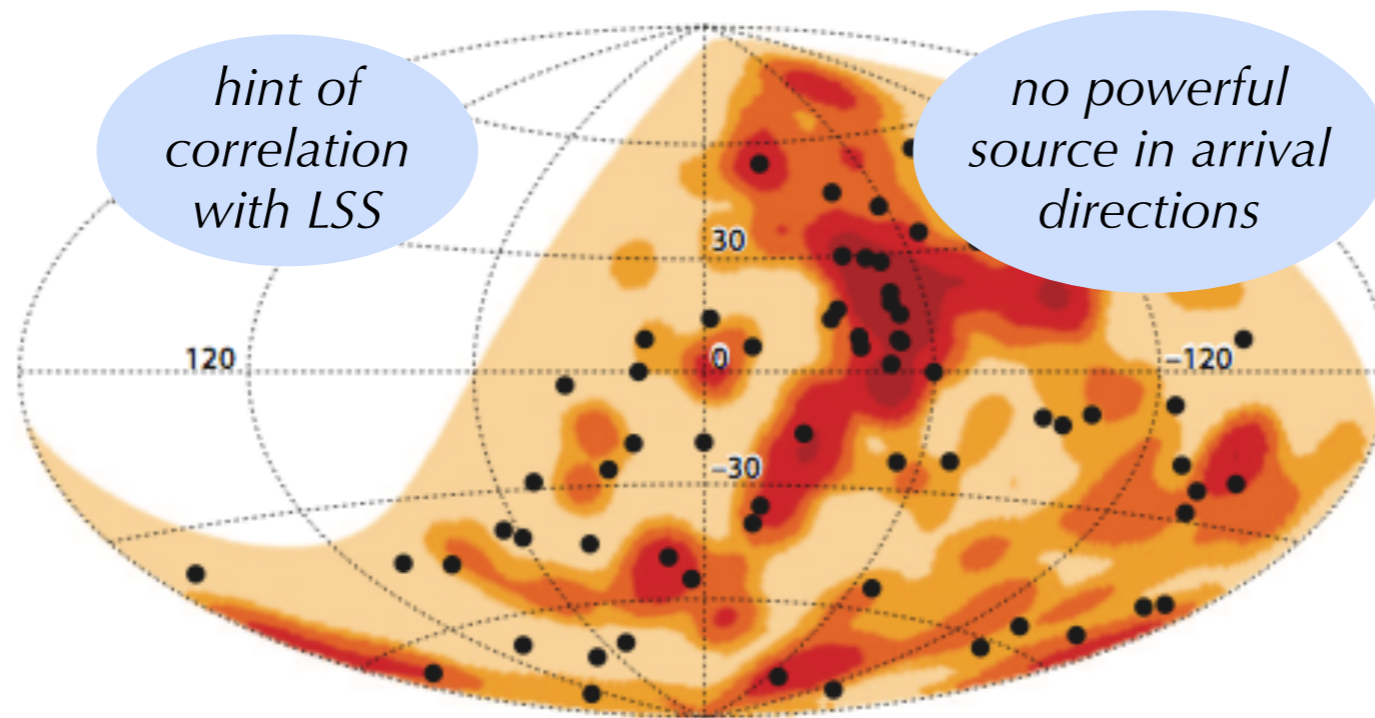 hint of
correlation
with LSS
no powerful
source in arrival
directions
30
120
0
–120
–30